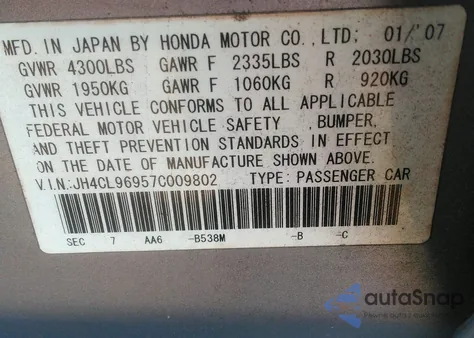 MFD. IN JAPAN BY HONDA MOTOR CO., LTD. 01/'07
GVWR 4300LBS GAWR F 2335LBS R 2030LBS
GVWR 1950KG GAWR F 1060KG R 920KG
THIS VEHICLE CONFORMS TO ALL APPLICABLE
FEDERAL MOTOR VEHICLE SAFETY ,BUMPER,
AND THEFT PREVENTION STANDARDS IN EFFECT
ON THE DATE OF MANUFACTURE SHOWN ABOVE.
V.I.N:JH4CL96957C009802 TYPE: PASSENGER CAR
SEC 7 AA6 -B538M -B -C
autaSnap